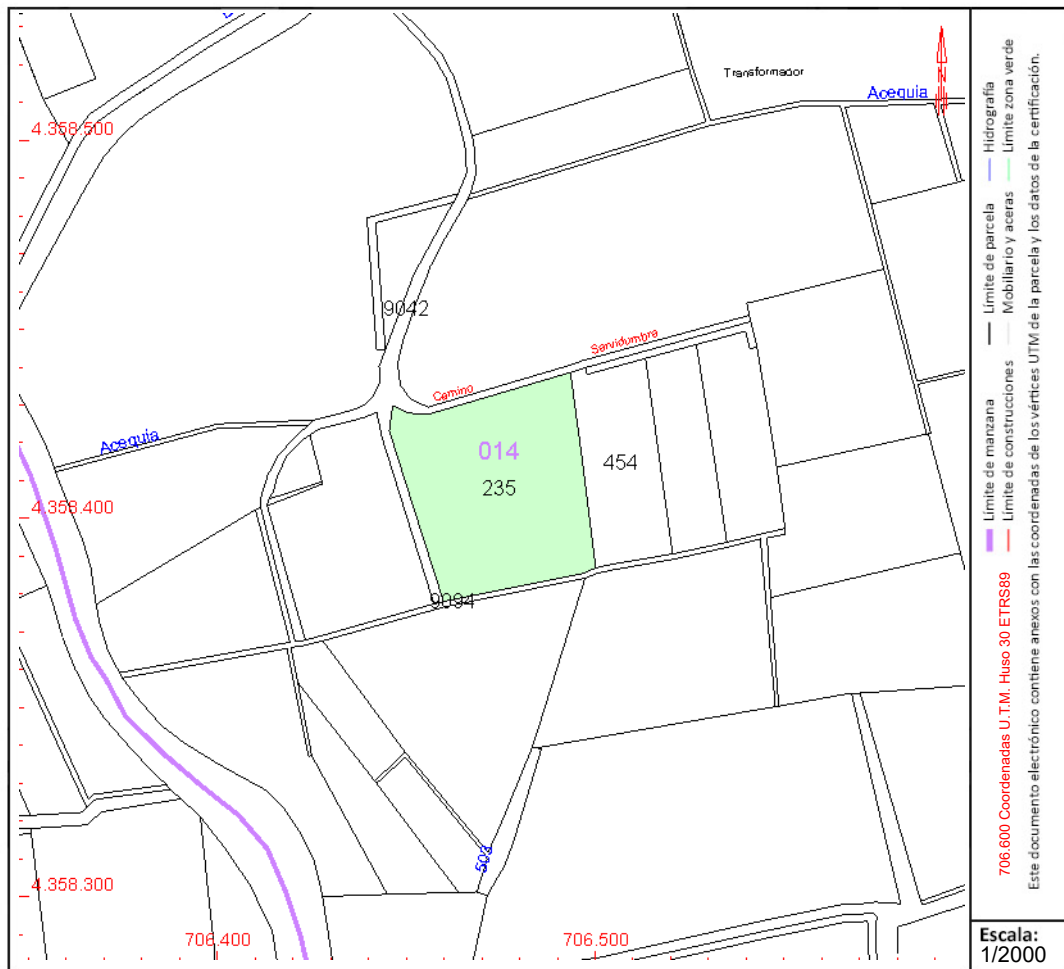 Transformador
Acequia
N
4.358.500
9042
Servidumbra
Camino
Acequia
014
235
454
4.358.400
9094
503
4.358.300
706.400
706.500
Límite de manzana
Límite de parcela
Hidrografía
Límite de construcciones
Mobiliario y aceras
Límite zona verde
706.600 Coordenadas U.T.M. Huso 30 ETRS89
Este documento electrónico contiene anexos con las coordenadas de los vértices UTM de la parcela y los datos de la certificación.
Escala:
1/2000